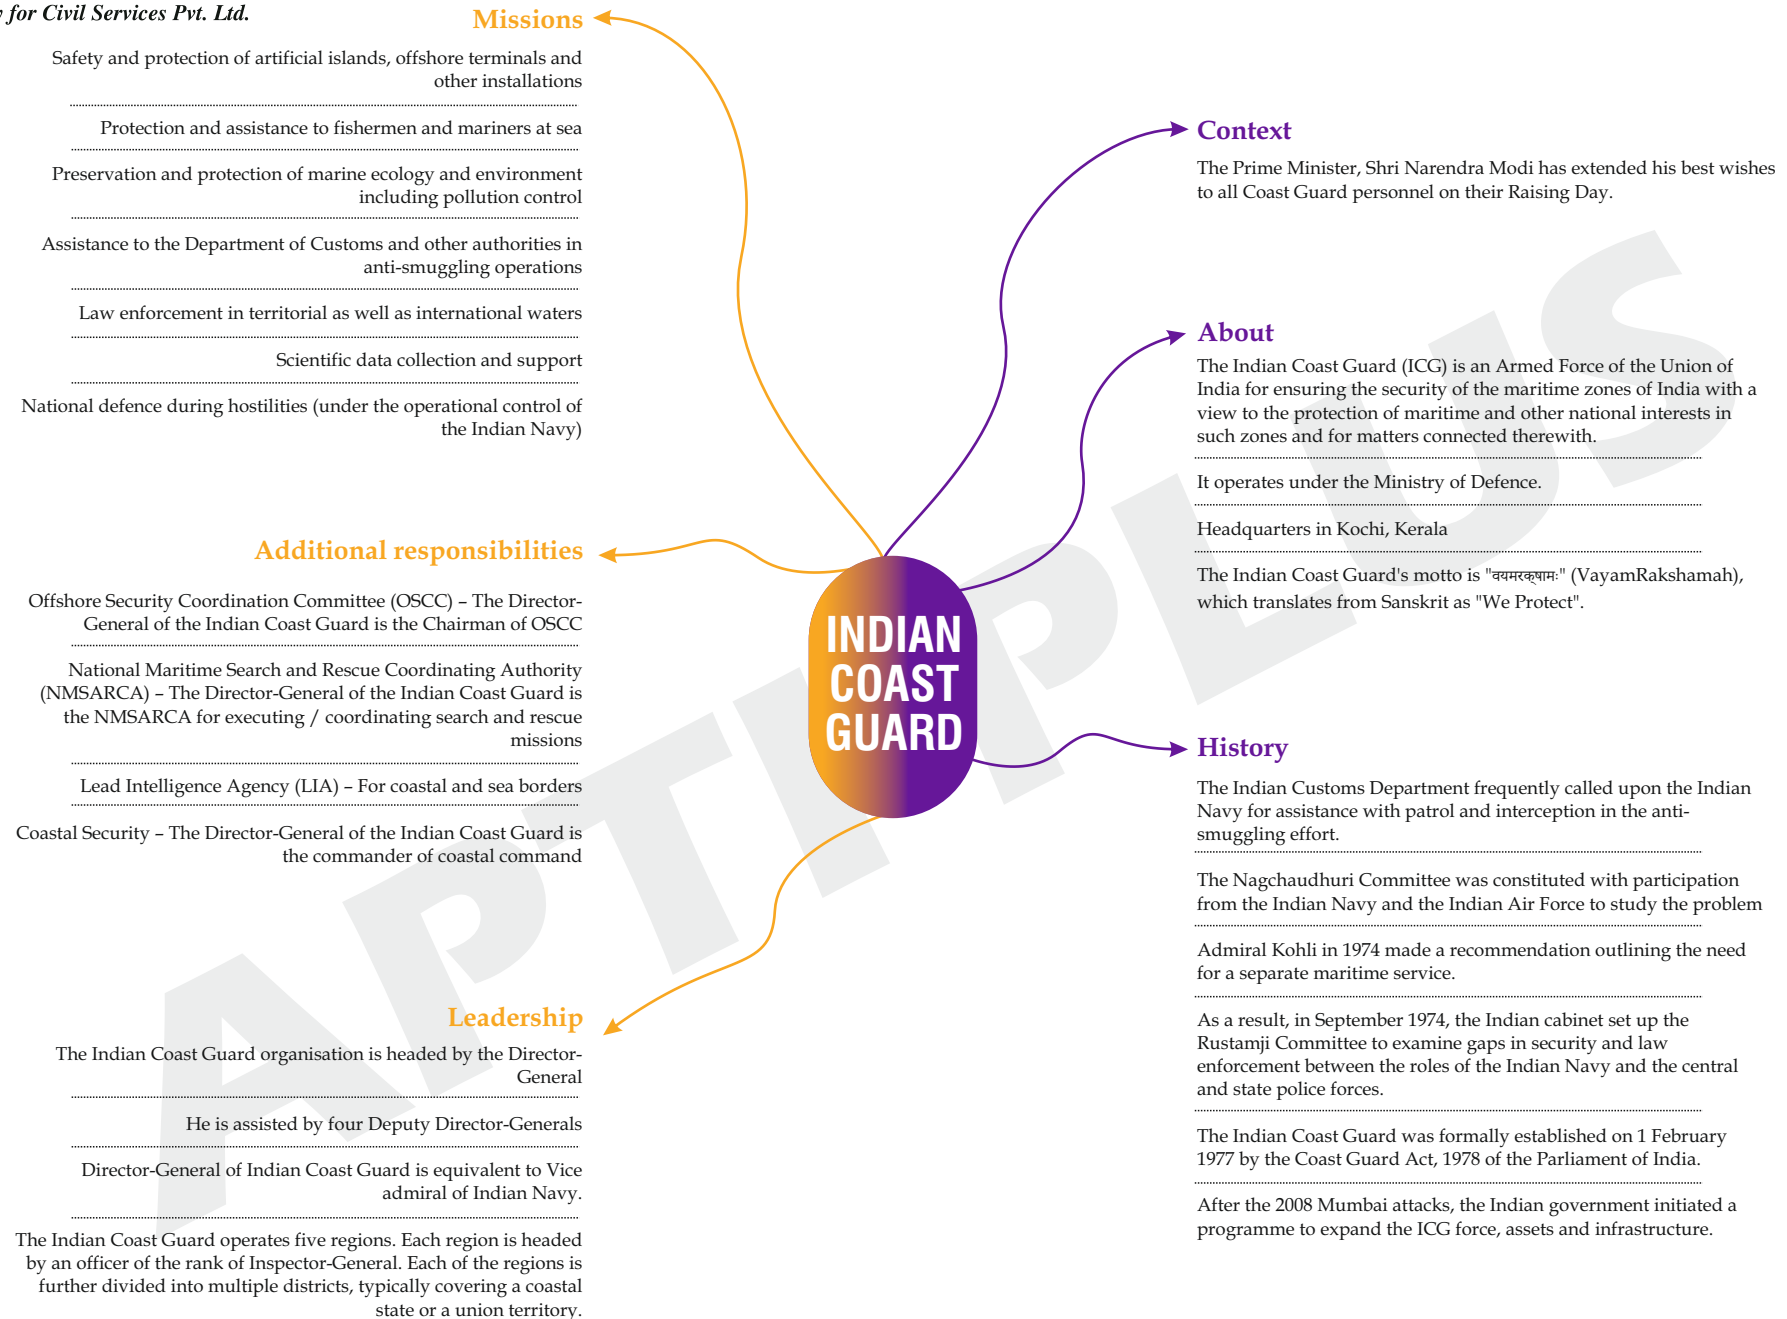 for Civil Services Pvt. Ltd.
Missions
Safety and protection of artificial islands, offshore terminals and
other installations
Protection and assistance to fishermen and mariners at sea
Preservation and protection of marine ecology and environment
including pollution control
Assistance to the Department of Customs and other authorities in
anti-smuggling operations
Law enforcement in territorial as well as international waters
Scientific data collection and support
National defence during hostilities (under the operational control of
the Indian Navy)
Additional responsibilities
Offshore Security Coordination Committee (OSCC) – The Director-
General of the Indian Coast Guard is the Chairman of OSCC
National Maritime Search and Rescue Coordinating Authority
(NMSARCA) – The Director-General of the Indian Coast Guard is
the NMSARCA for executing / coordinating search and rescue
missions
Lead Intelligence Agency (LIA) – For coastal and sea borders
Coastal Security – The Director-General of the Indian Coast Guard is
the commander of coastal command
Leadership
The Indian Coast Guard organisation is headed by the Director-
General
He is assisted by four Deputy Director-Generals
Director-General of Indian Coast Guard is equivalent to Vice
admiral of Indian Navy.
The Indian Coast Guard operates five regions. Each region is headed
by an officer of the rank of Inspector-General. Each of the regions is
further divided into multiple districts, typically covering a coastal
state or a union territory.
INDIAN
COAST
GUARD
Context
The Prime Minister, Shri Narendra Modi has extended his best wishes
to all Coast Guard personnel on their Raising Day.
About
The Indian Coast Guard (ICG) is an Armed Force of the Union of
India for ensuring the security of the maritime zones of India with a
view to the protection of maritime and other national interests in
such zones and for matters connected therewith.
It operates under the Ministry of Defence.
Headquarters in Kochi, Kerala
The Indian Coast Guard's motto is "वयमरक्षामः" (VayamRakshamah),
which translates from Sanskrit as "We Protect".
History
The Indian Customs Department frequently called upon the Indian
Navy for assistance with patrol and interception in the anti-
smuggling effort.
The Nagchaudhuri Committee was constituted with participation
from the Indian Navy and the Indian Air Force to study the problem
Admiral Kohli in 1974 made a recommendation outlining the need
for a separate maritime service.
As a result, in September 1974, the Indian cabinet set up the
Rustamji Committee to examine gaps in security and law
enforcement between the roles of the Indian Navy and the central
and state police forces.
The Indian Coast Guard was formally established on 1 February
1977 by the Coast Guard Act, 1978 of the Parliament of India.
After the 2008 Mumbai attacks, the Indian government initiated a
programme to expand the ICG force, assets and infrastructure.
APTI PLUS